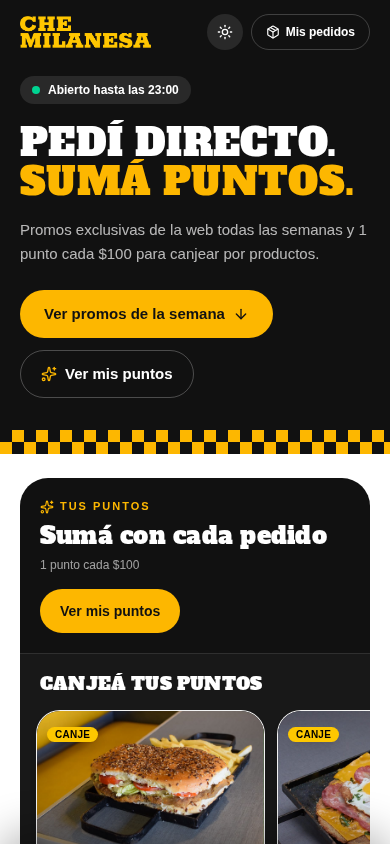 CHE
MILANESA
Mis pedidos
Abierto hasta las 23:00
PEDÍ DIRECTO.
SUMÁ PUNTOS.
Promos exclusivas de la web todas las semanas y 1
punto cada $100 para canjear por productos.
Ver promos de la semana
Ver mis puntos
TUS PUNTOS
Sumá con cada pedido
1 punto cada $100
Ver mis puntos
CANJEÁ TUS PUNTOS
CANJE
CANJE